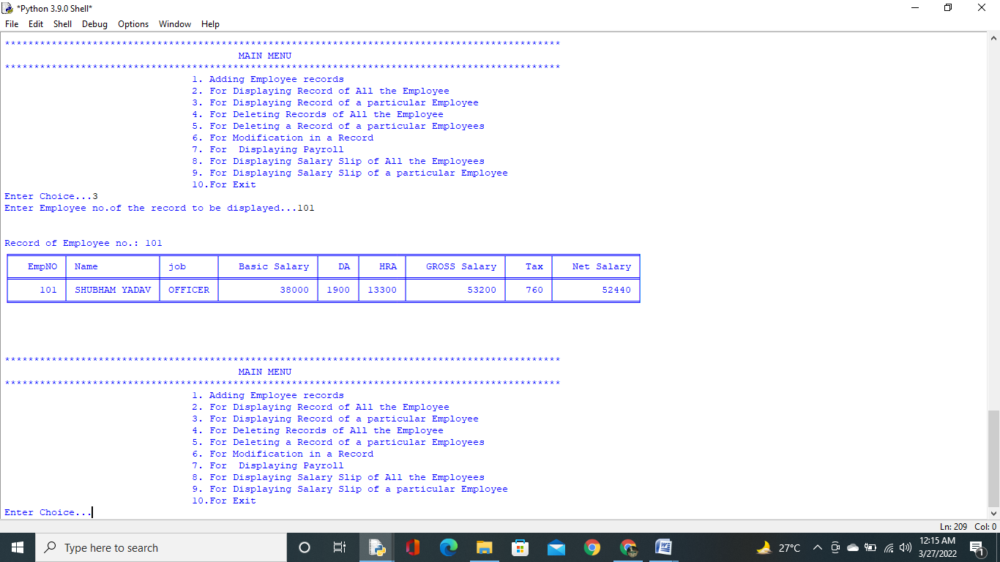 *Python 3.9.0 Shell*
File Edit Shell Debug Options Window Help
***********************************************************************************************
MAIN MENU
***********************************************************************************************
1. Adding Employee records
2. For Displaying Record of All the Employee
3. For Displaying Record of a particular Employee
4. For Deleting Records of All the Employee
5. For Deleting a Record of a particular Employees
6. For Modification in a Record
7. For  Displaying Payroll
8. For Displaying Salary Slip of All the Employees
9. For Displaying Salary Slip of a particular Employee
10.For Exit
Enter Choice...3
Enter Employee no.of the record to be displayed...101
Record of Employee no.: 101
EmpNO Name job Basic Salary DA HRA GROSS Salary Tax Net Salary
101 SHUBHAM YADAV OFFICER 38000 1900 13300 53200 760 52440
***********************************************************************************************
MAIN MENU
***********************************************************************************************
1. Adding Employee records
2. For Displaying Record of All the Employee
3. For Displaying Record of a particular Employee
4. For Deleting Records of All the Employee
5. For Deleting a Record of a particular Employees
6. For Modification in a Record
7. For  Displaying Payroll
8. For Displaying Salary Slip of All the Employees
9. For Displaying Salary Slip of a particular Employee
10.For Exit
Enter Choice...
Ln: 209 Col: 0
Type here to search 27°C 12:15 AM
3/27/2022 1